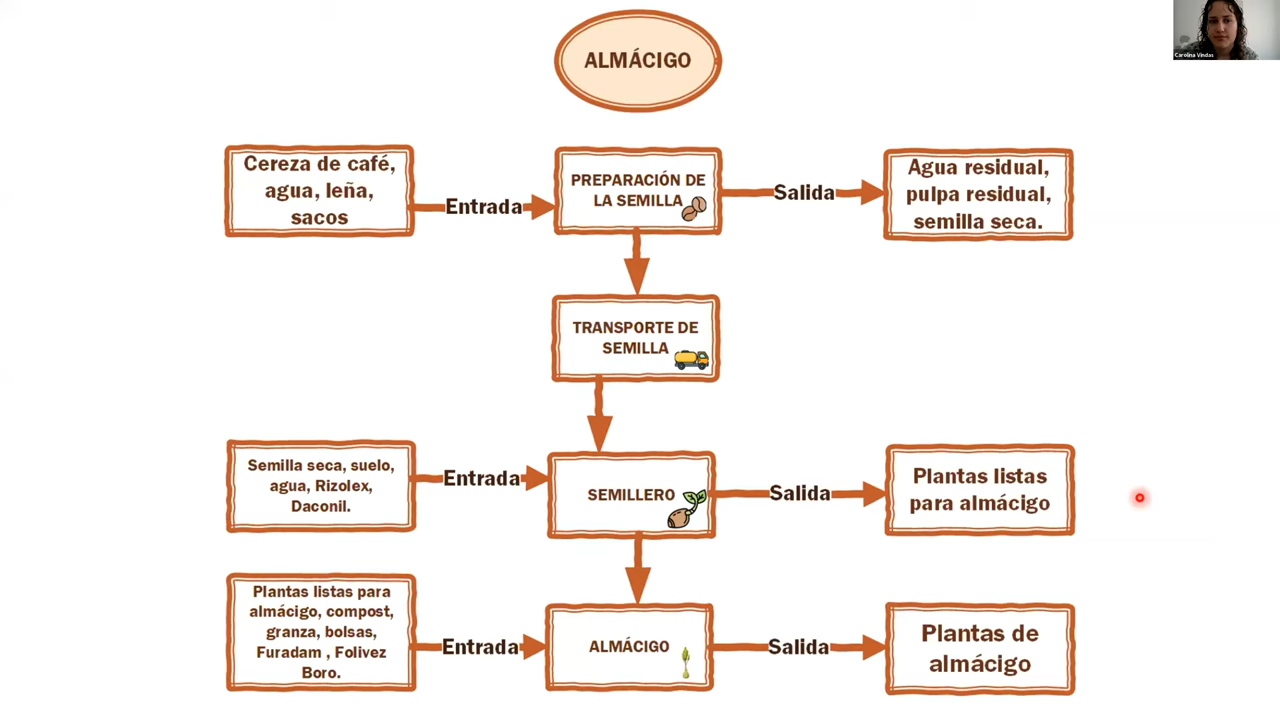 Carolina Vindas
ALMÁCIGO
Cereza de café,
agua, leña,
sacos
Entrada
PREPARACIÓN DE
LA SEMILLA
Salida
Agua residual,
pulpa residual,
semilla seca.
TRANSPORTE DE
SEMILLA
Semilla seca, suelo,
agua, Rizolex,
Daconil.
Entrada
SEMILLERO
Salida
Plantas listas
para almácigo
Plantas listas para
almácigo, compost,
granza, bolsas,
Furadam , Folivez
Boro.
Entrada
ALMÁCIGO
Salida
Plantas de
almácigo